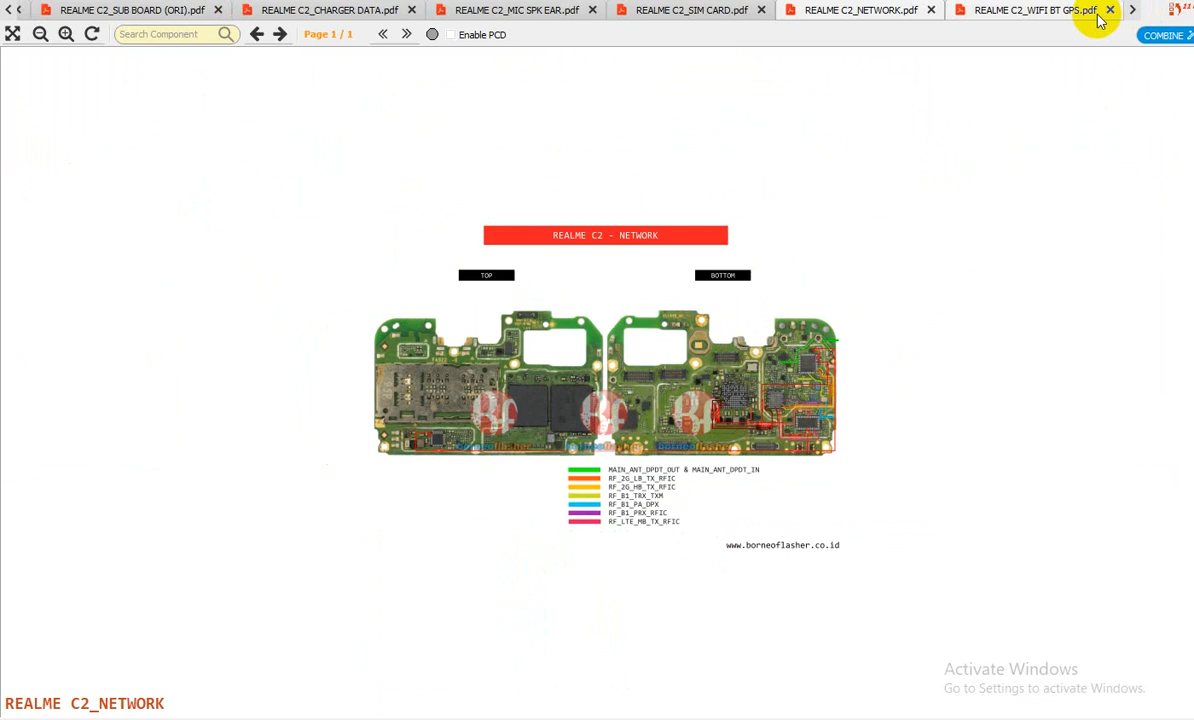 REALME C2_SUB BOARD (ORI).pdf
REALME C2_CHARGER DATA.pdf
REALME C2_MIC SPK EAR.pdf
REALME C2_SIM CARD.pdf
REALME C2_NETWORK.pdf
REALME C2_WIFI BT GPS.pdf
Search Component
Page 1 / 1
Enable PCD
COMBINE
REALME C2 - NETWORK
TOP
BOTTOM
MAIN_ANT_DPDT_OUT & MAIN_ANT_DPDT_IN
RF_2G_LB_TX_RFIC
RF_2G_HB_TX_RFIC
RF_B1_TRX_TXM
RF_B1_PA_DPX
RF_B1_PRX_RFIC
RF_LTE_MB_TX_RFIC
www.borneoflasher.co.id
Activate Windows
Go to Settings to activate Windows.
REALME C2_NETWORK